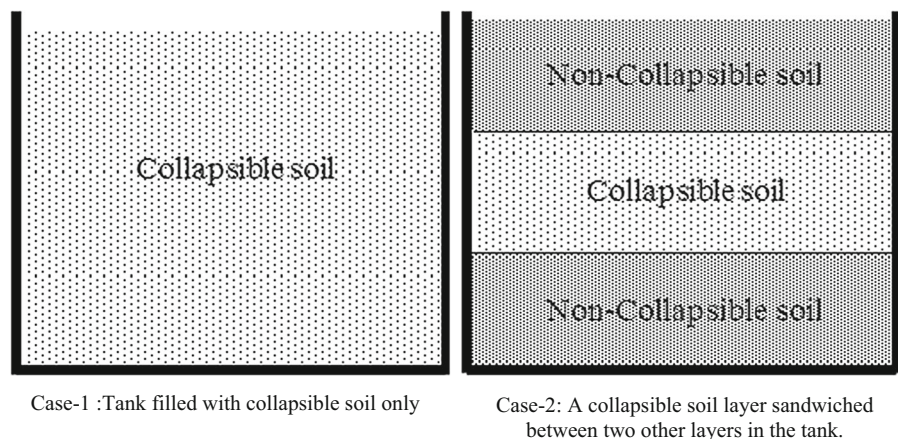 Collapsible soil
Non-Collapsible soil
Collapsible soil
Non-Collapsible soil
Case-1 :Tank filled with collapsible soil only
Case-2: A collapsible soil layer sandwiched
between two other layers in the tank.